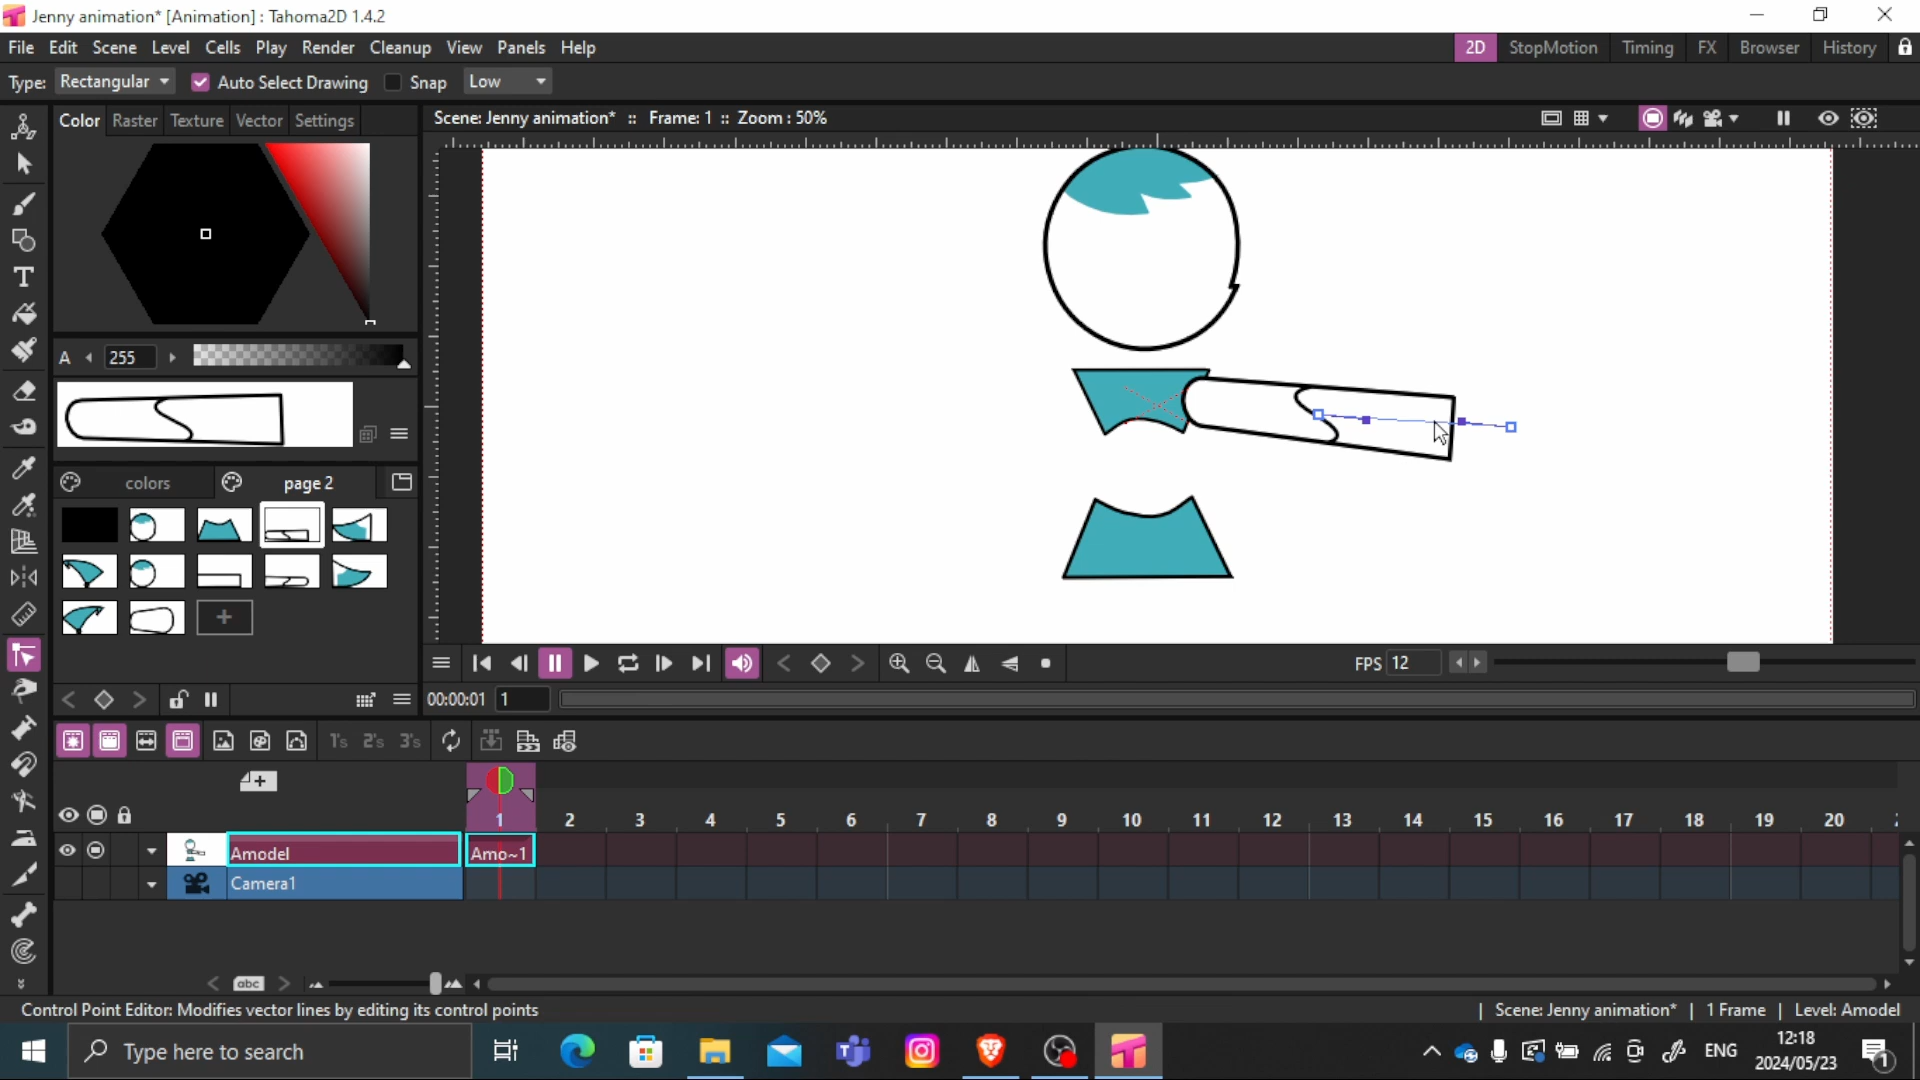 Jenny animation* [Animation] : Tahoma2D 1.4.2
File Edit Scene Level Cells Play Render Cleanup View Panels Help
2D StopMotion Timing FX Browser History
Type: Rectangular Auto Select Drawing Snap Low
Color Raster Texture Vector Settings
Scene: Jenny animation* :: Frame: 1 :: Zoom : 50%
A 255
colors page 2
FPS 12
00:00:01 1
1's 2's 3's
1 2 3 4 5 6 7 8 9 10 11 12 13 14 15 16 17 18 19 20
Amodel Amo~1
Camera1
abc
Control Point Editor: Modifies vector lines by editing its control points
Scene: Jenny animation* | 1 Frame | Level: Amodel
Type here to search
ENG
12:18
2024/05/23
1